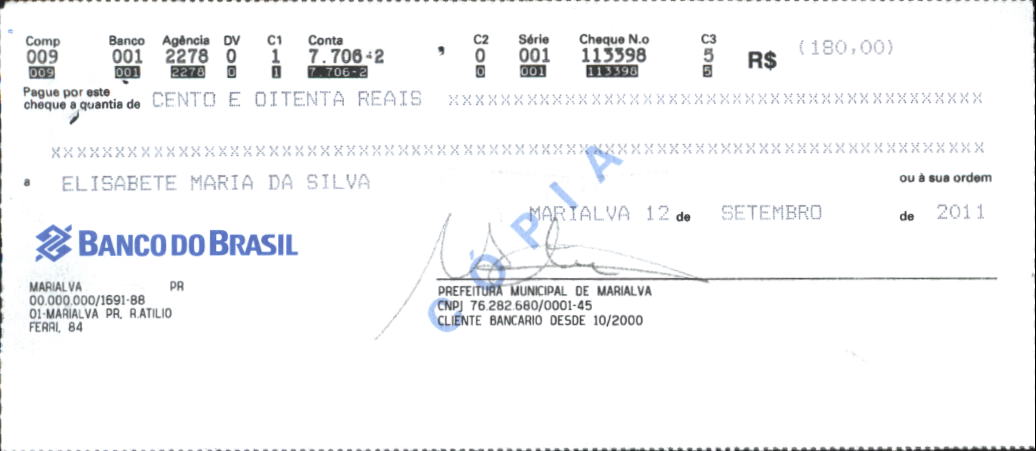 Comp Banco Agência DV C1 Conta C2 Série Cheque N.o C3
009 001 2278 0 1 7.706-2 0 001 113398 5 R$ (180,00)
009 001 2278 0 1 7.706-2 0 001 113398 5
Pague por este
cheque a quantia de CENTO E OITENTA REAIS XXXXXXXXXXXXXXXXXXXXXXXXXXXXXXXXXXXXXXXXXXX
XXXXXXXXXXXXXXXXXXXXXXXXXXXXXXXXXXXXXXXXXXXXXXXXXXXXXXXXXXXXXXXXXXXXXXXXXX
a ELISABETE MARIA DA SILVA ou à sua ordem
MARIALVA 12 de SETEMBRO de 2011
BANCO DO BRASIL
CÓPIA
MARIALVA PR
00.000.000/1691-88
01-MARIALVA PR, R.ATILIO
FERRI, 84
PREFEITURA MUNICIPAL DE MARIALVA
CNPJ 76.282.680/0001-45
CLIENTE BANCARIO DESDE 10/2000